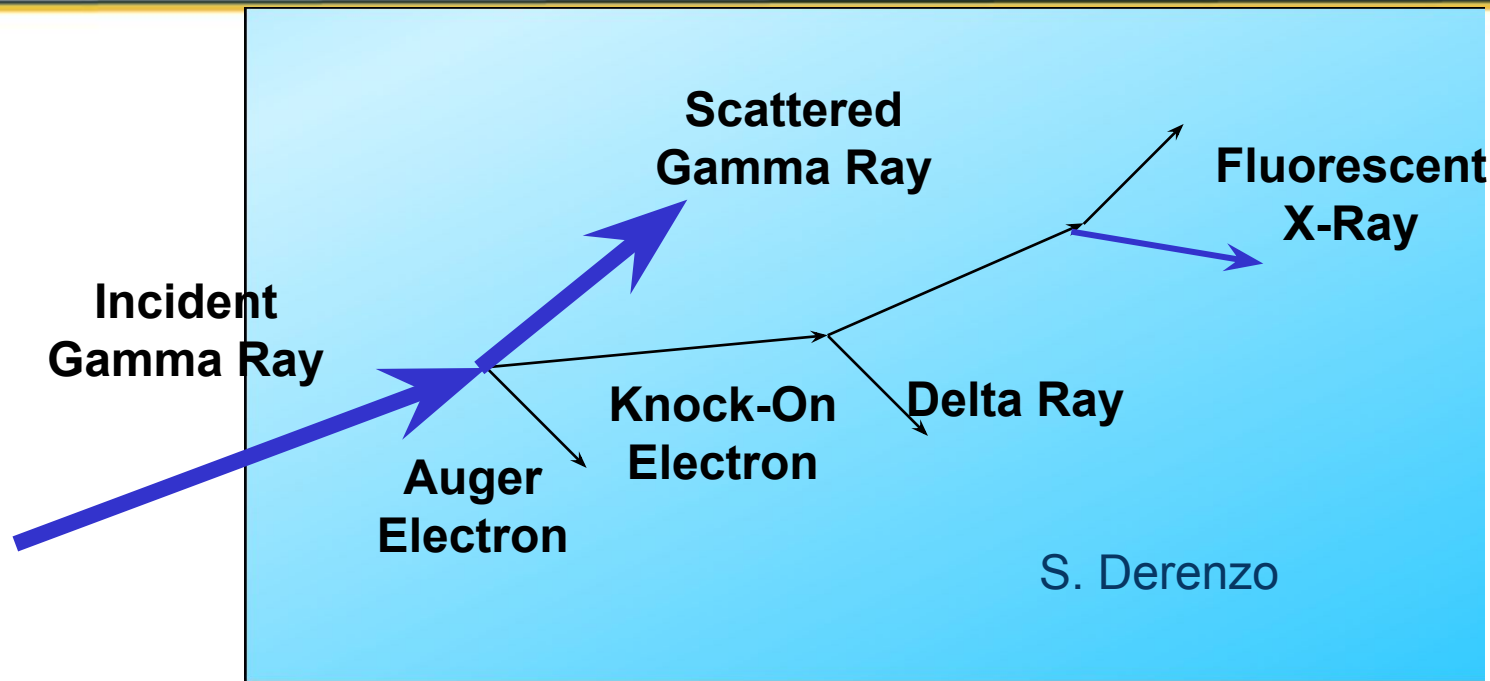 Scattered
Gamma Ray
Fluorescent
X-Ray
Incident
Gamma Ray
Knock-On
Electron
Delta Ray
Auger
Electron
S. Derenzo